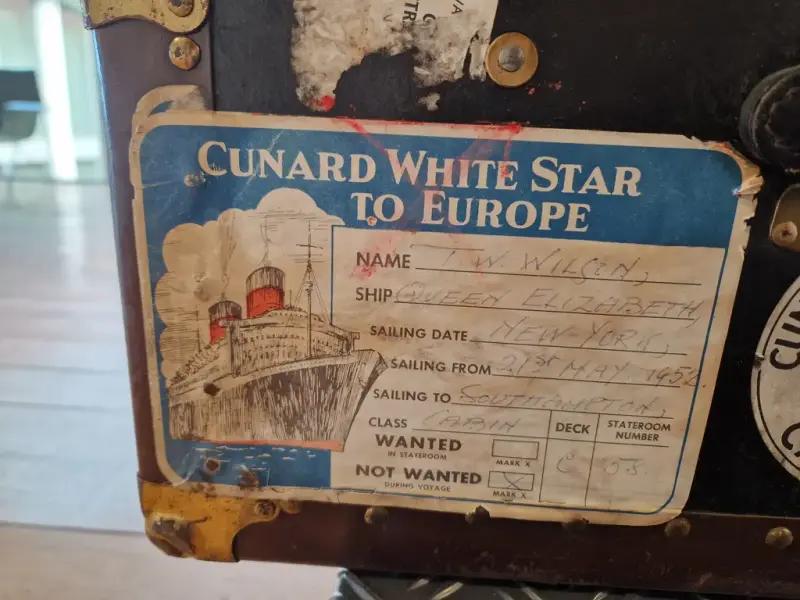 CUNARD WHITE STAR
TO EUROPE
NAME T. W. WILSON,
SHIP QUEEN ELIZABETH,
SAILING DATE NEW-YORK,
SAILING FROM 21ST MAY 1952.
SAILING TO SOUTHAMPTON,
CLASS CABIN
DECK
STATEROOM
NUMBER
WANTED
IN STATEROOM
MARK X
NOT WANTED X
DURING VOYAGE
MARK X
C
CUN